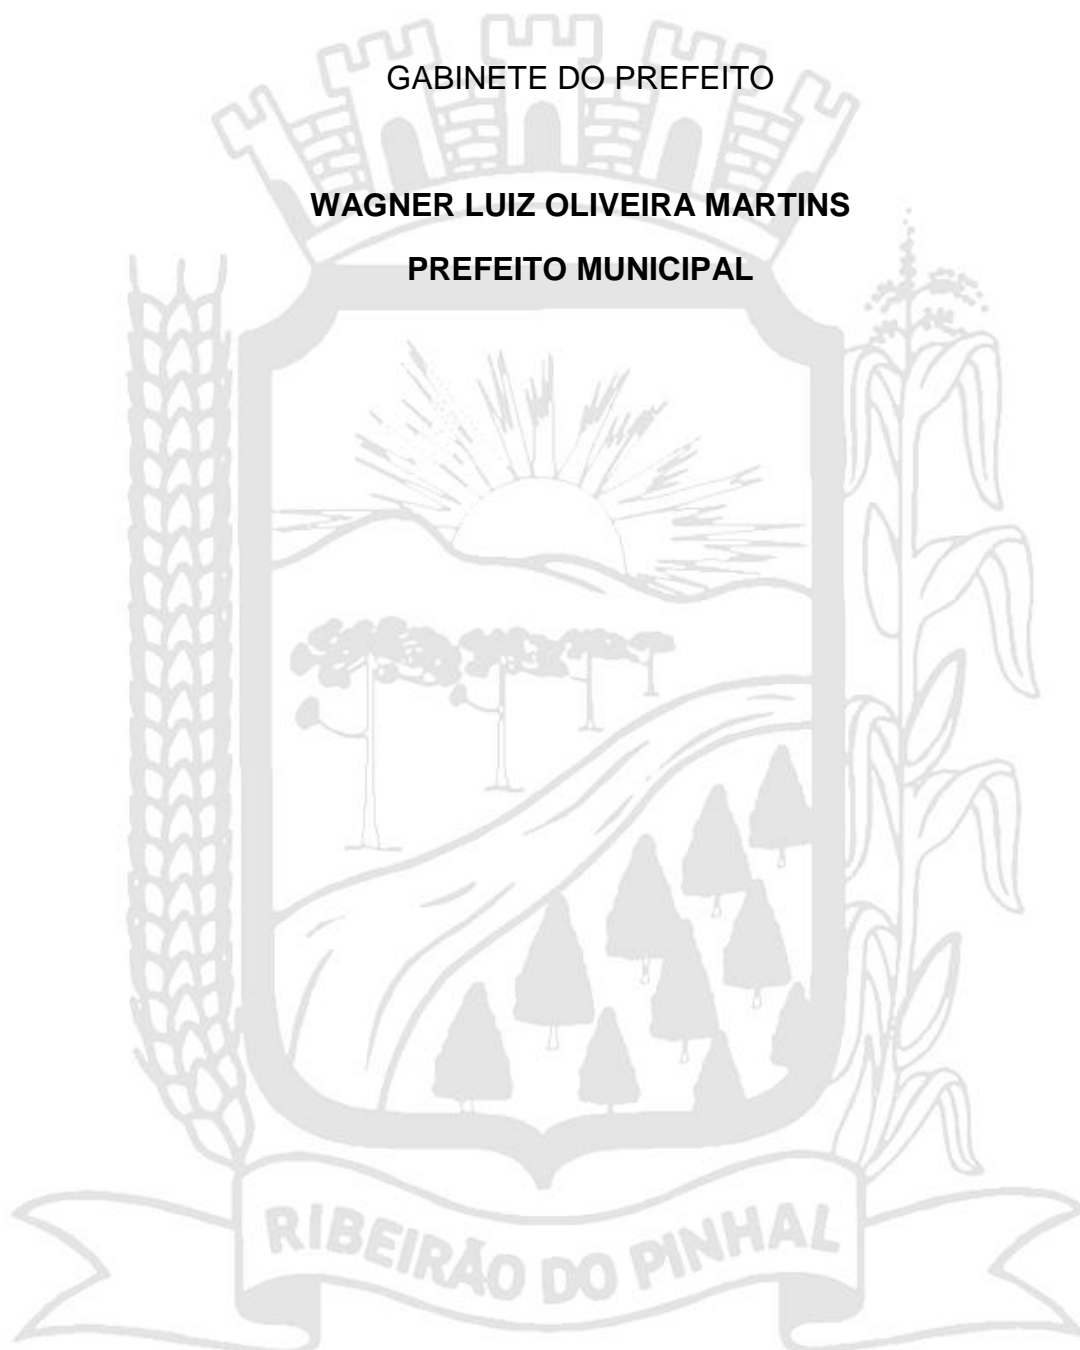 GABINETE DO PREFEITO
WAGNER LUIZ OLIVEIRA MARTINS
PREFEITO MUNICIPAL
RIBEIRÃO DO PINHAL